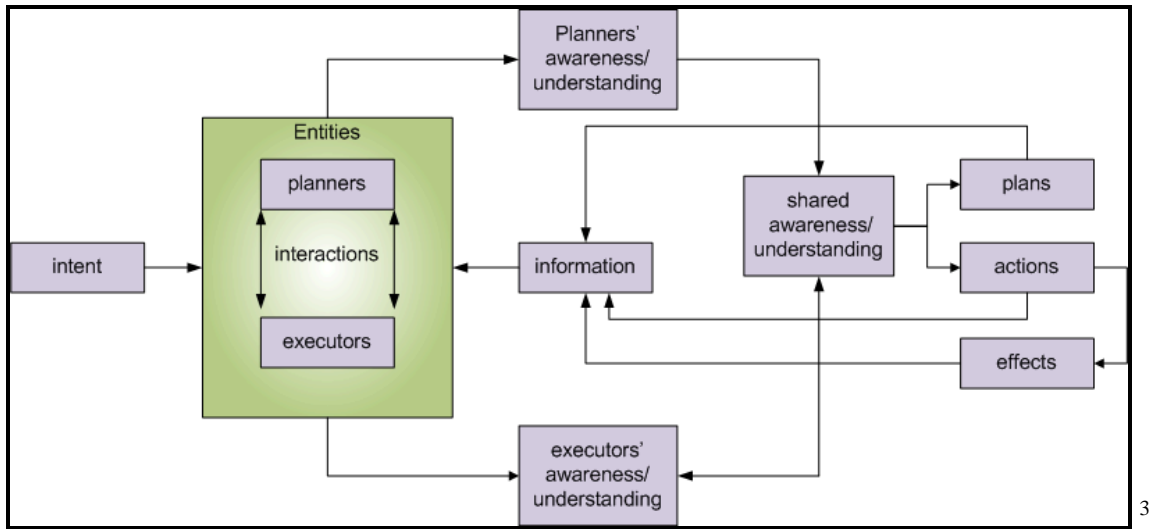 Planners’
awareness/
understanding
Entities
planners
interactions
executors
intent
information
shared
awareness/
understanding
plans
actions
effects
executors’
awareness/
understanding
3